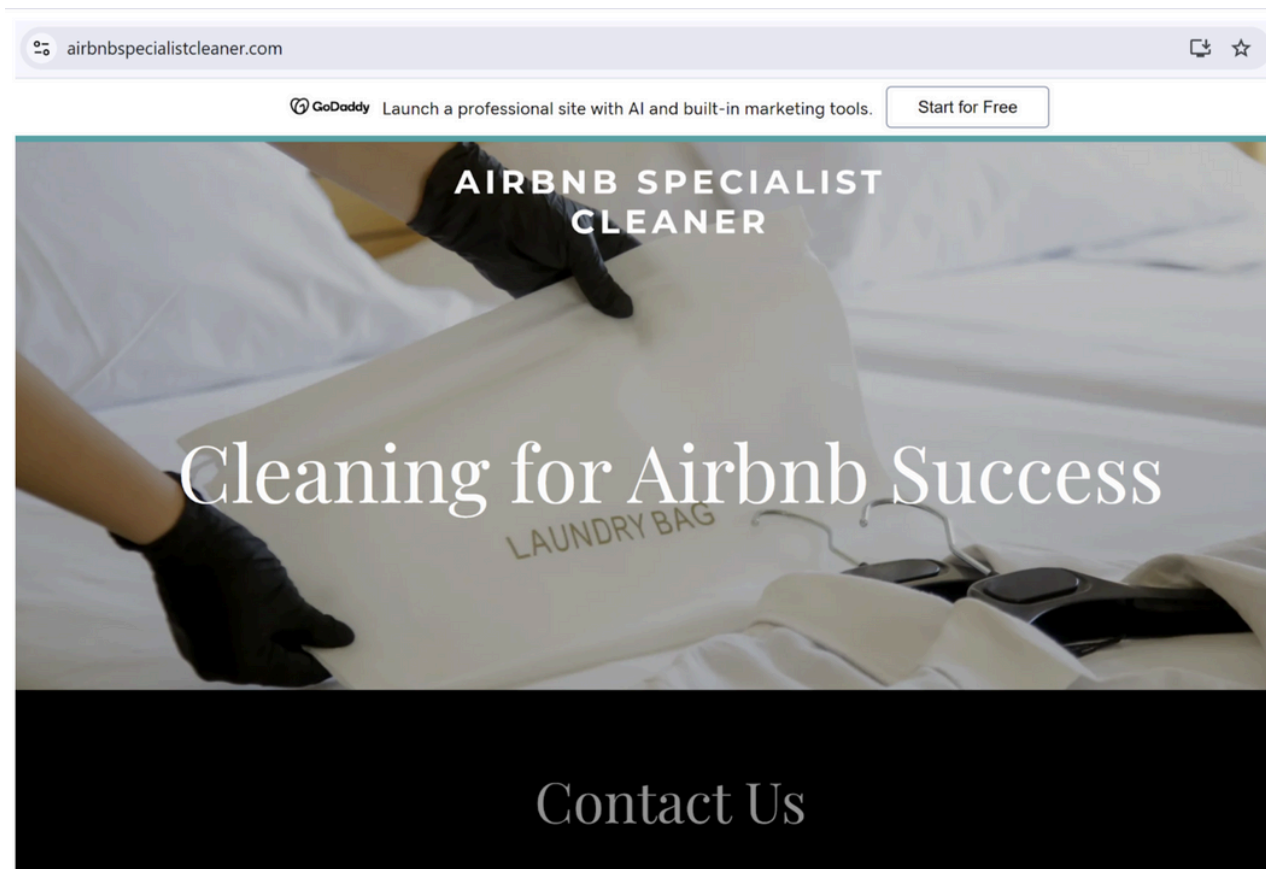 airbnbspecialistcleaner.com
GoDaddy Launch a professional site with AI and built-in marketing tools. Start for Free
AIRBNB SPECIALIST
CLEANER
Cleaning for Airbnb Success
LAUNDRY BAG
Contact Us